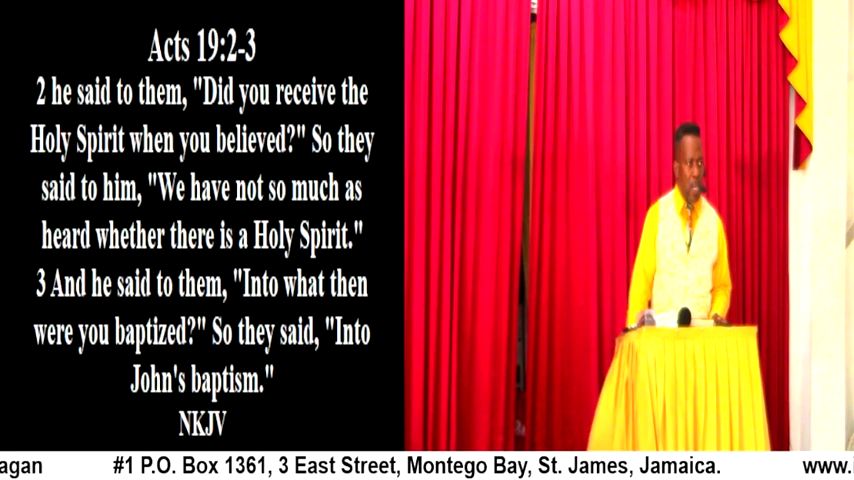 Acts 19:2-3
2 he said to them, "Did you receive the
Holy Spirit when you believed?" So they
said to him, "We have not so much as
heard whether there is a Holy Spirit."
3 And he said to them, "Into what then
were you baptized?" So they said, "Into
John's baptism."
NKJV
agan #1 P.O. Box 1361, 3 East Street, Montego Bay, St. James, Jamaica. www.i